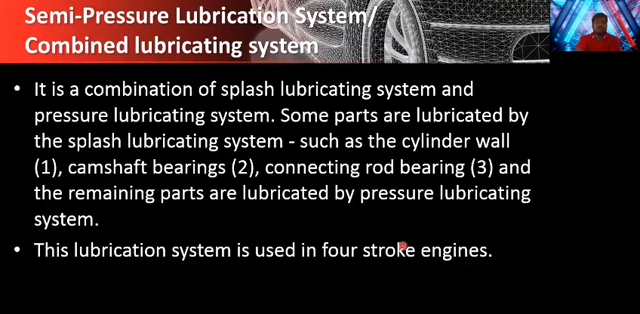 Semi-Pressure Lubrication System/
Combined lubricating system
• It is a combination of splash lubricating system and
pressure lubricating system. Some parts are lubricated by
the splash lubricating system - such as the cylinder wall
(1), camshaft bearings (2), connecting rod bearing (3) and
the remaining parts are lubricated by pressure lubricating
system.
• This lubrication system is used in four stroke engines.